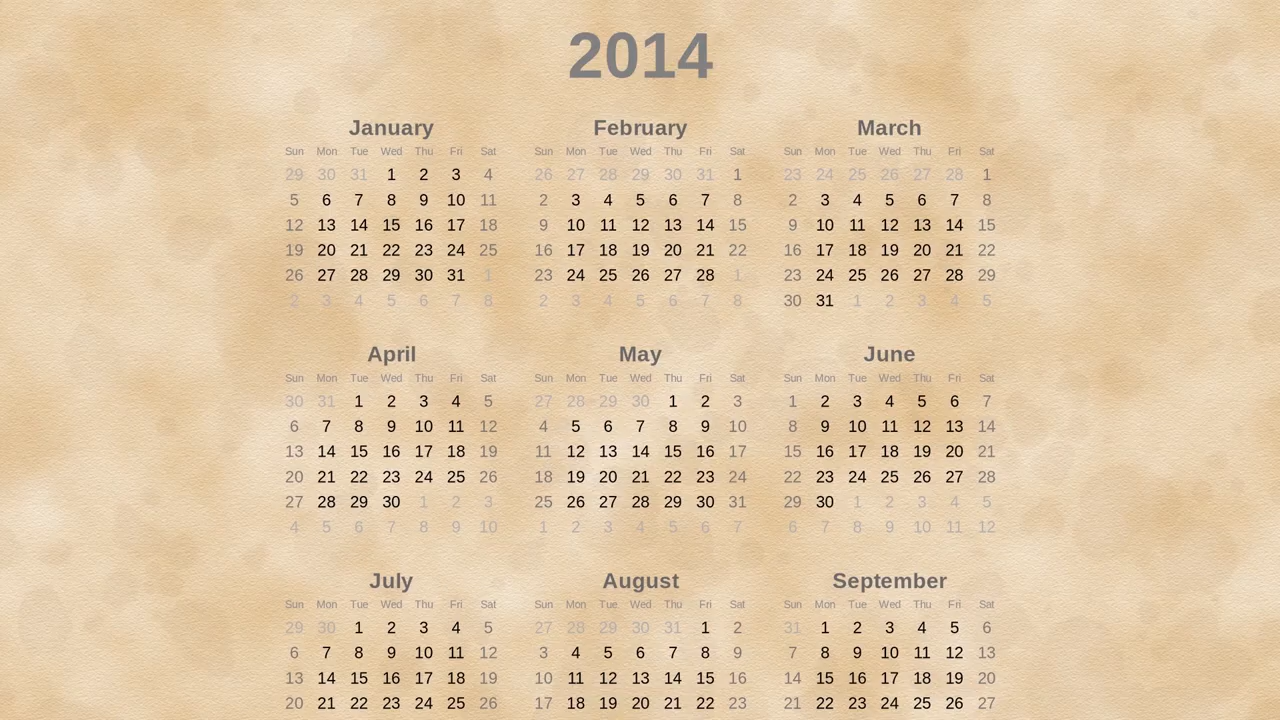 2014
January February March
Sun Mon Tue Wed Thu Fri Sat Sun Mon Tue Wed Thu Fri Sat Sun Mon Tue Wed Thu Fri Sat
29 30 31 1 2 3 4 26 27 28 29 30 31 1 23 24 25 26 27 28 1
5 6 7 8 9 10 11 2 3 4 5 6 7 8 2 3 4 5 6 7 8
12 13 14 15 16 17 18 9 10 11 12 13 14 15 9 10 11 12 13 14 15
19 20 21 22 23 24 25 16 17 18 19 20 21 22 16 17 18 19 20 21 22
26 27 28 29 30 31 1 23 24 25 26 27 28 1 23 24 25 26 27 28 29
2 3 4 5 6 7 8 2 3 4 5 6 7 8 30 31 1 2 3 4 5
April May June
Sun Mon Tue Wed Thu Fri Sat Sun Mon Tue Wed Thu Fri Sat Sun Mon Tue Wed Thu Fri Sat
30 31 1 2 3 4 5 27 28 29 30 1 2 3 1 2 3 4 5 6 7
6 7 8 9 10 11 12 4 5 6 7 8 9 10 8 9 10 11 12 13 14
13 14 15 16 17 18 19 11 12 13 14 15 16 17 15 16 17 18 19 20 21
20 21 22 23 24 25 26 18 19 20 21 22 23 24 22 23 24 25 26 27 28
27 28 29 30 1 2 3 25 26 27 28 29 30 31 29 30 1 2 3 4 5
4 5 6 7 8 9 10 1 2 3 4 5 6 7 6 7 8 9 10 11 12
July August September
Sun Mon Tue Wed Thu Fri Sat Sun Mon Tue Wed Thu Fri Sat Sun Mon Tue Wed Thu Fri Sat
29 30 1 2 3 4 5 27 28 29 30 31 1 2 31 1 2 3 4 5 6
6 7 8 9 10 11 12 3 4 5 6 7 8 9 7 8 9 10 11 12 13
13 14 15 16 17 18 19 10 11 12 13 14 15 16 14 15 16 17 18 19 20
20 21 22 23 24 25 26 17 18 19 20 21 22 23 21 22 23 24 25 26 27